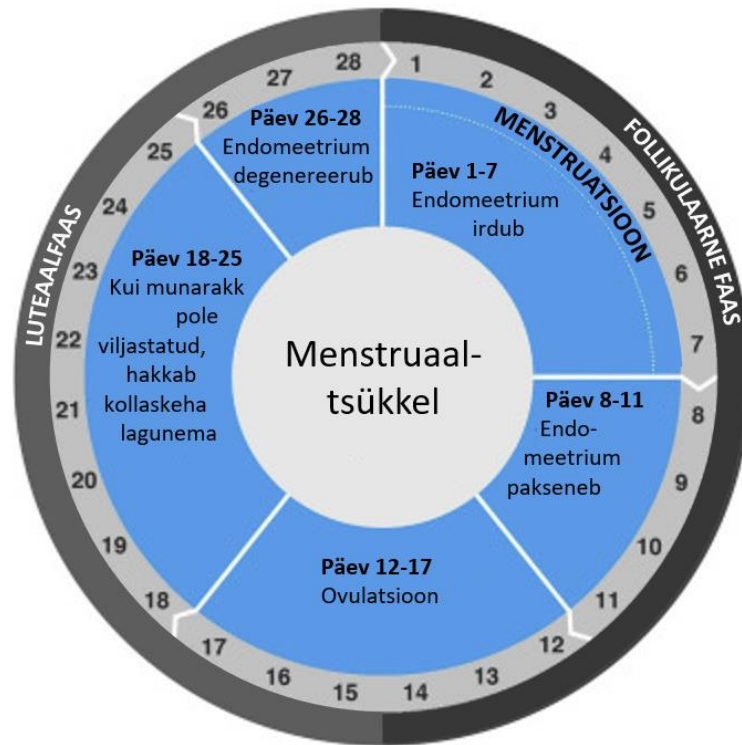 Menstruaal-
tsükkel
FOLLIKULAARNE FAAS
LUTEAALFAAS
MENSTRUATSIOON
Päev 1-7
Endomeetrium
irdub
Päev 8-11
Endo-
meetrium
pakseneb
Päev 12-17
Ovulatsioon
Päev 18-25
Kui munarakk
pole
viljastatud,
hakkab
kollaskeha
lagunema
Päev 26-28
Endomeetrium
degenereerub
1
2
3
4
5
6
7
8
9
10
11
12
13
14
15
16
17
18
19
20
21
22
23
24
25
26
27
28